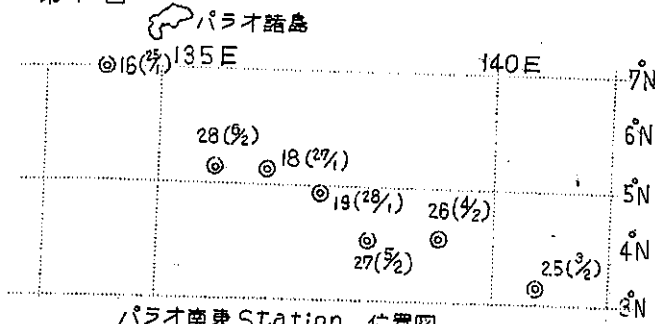 パラオ諸島
16(25/1) 135E 140E
7°N
6°N
28(6/2) 18(27/1)
5°N
19(28/1) 26(4/2)
4°N
27(5/2) 25(3/2)
3°N
パラオ南東Station 位置図